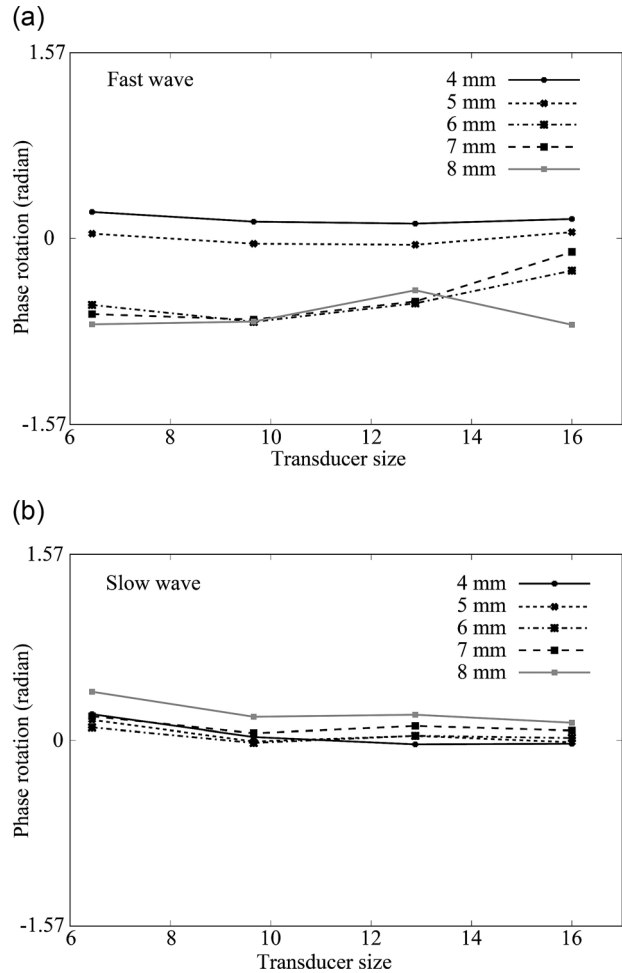 (a)
1.57
Fast wave
4 mm
5 mm
6 mm
7 mm
8 mm
Phase rotation (radian)
0
-1.57
6
8
10
12
14
16
Transducer size
(b)
1.57
Slow wave
4 mm
5 mm
6 mm
7 mm
8 mm
Phase rotation (radian)
0
-1.57
6
8
10
12
14
16
Transducer size